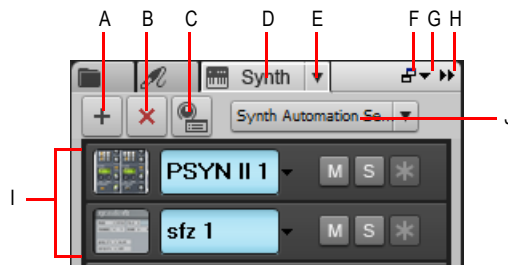 A B C D E F G H
Synth
Synth Automation Se... J
I
PSYN II 1 M S
sfz 1 M S